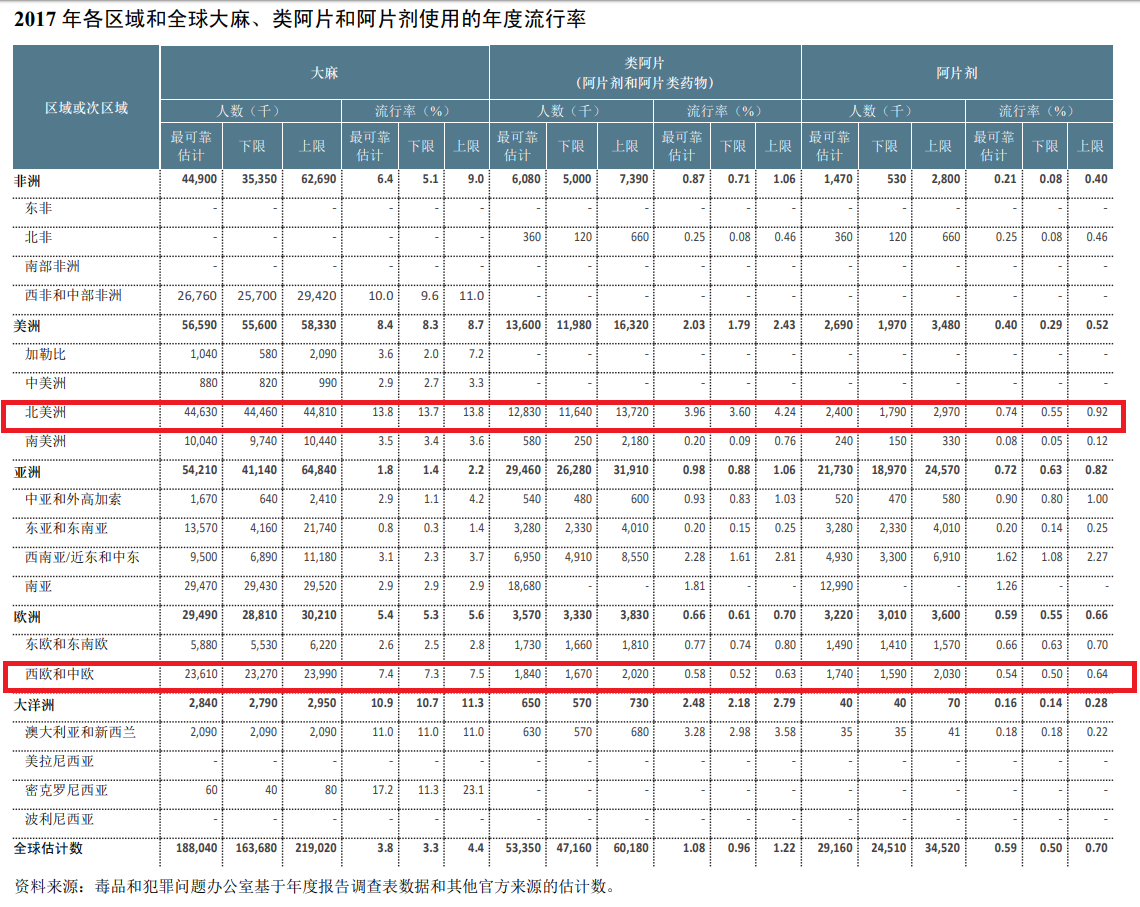 2017 年各区域和全球大麻、类阿片和阿片剂使用的年度流行率
区域或次区域 大麻 类阿片 阿片剂
(阿片剂和阿片类药物)
人数（千） 流行率（%） 人数（千） 流行率（%） 人数（千） 流行率（%）
最可靠估计 下限 上限 最可靠估计 下限 上限 最可靠估计 下限 上限 最可靠估计 下限 上限 最可靠估计 下限 上限 最可靠估计 下限 上限
非洲 44,900 35,350 62,690 6.4 5.1 9.0 6,080 5,000 7,390 0.87 0.71 1.06 1,470 530 2,800 0.21 0.08 0.40
东非 - - - - - - - - - - - - - - - - - -
北非 - - - - - - 360 120 660 0.25 0.08 0.46 360 120 660 0.25 0.08 0.46
南部非洲 - - - - - - - - - - - - - - - - - -
西非和中部非洲 26,760 25,700 29,420 10.0 9.6 11.0 - - - - - - - - - - - -
美洲 56,590 55,600 58,330 8.4 8.3 8.7 13,600 11,980 16,320 2.03 1.79 2.43 2,690 1,970 3,480 0.40 0.29 0.52
加勒比 1,040 580 2,090 3.6 2.0 7.2 - - - - - - - - - - - -
中美洲 880 820 990 2.9 2.7 3.3 - - - - - - - - - - - -
北美洲 44,630 44,460 44,810 13.8 13.7 13.8 12,830 11,640 13,720 3.96 3.60 4.24 2,400 1,790 2,970 0.74 0.55 0.92
南美洲 10,040 9,740 10,440 3.5 3.4 3.6 580 250 2,180 0.20 0.09 0.76 240 150 330 0.08 0.05 0.12
亚洲 54,210 41,140 64,840 1.8 1.4 2.2 29,460 26,280 31,910 0.98 0.88 1.06 21,730 18,970 24,570 0.72 0.63 0.82
中亚和外高加索 1,670 640 2,410 2.9 1.1 4.2 540 480 600 0.93 0.83 1.03 520 470 580 0.90 0.80 1.00
东亚和东南亚 13,570 4,160 21,740 0.8 0.3 1.4 3,280 2,330 4,010 0.20 0.15 0.25 3,280 2,330 4,010 0.20 0.14 0.25
西南亚/近东和中东 9,500 6,890 11,180 3.1 2.3 3.7 6,950 4,910 8,550 2.28 1.61 2.81 4,930 3,300 6,910 1.62 1.08 2.27
南亚 29,470 29,430 29,520 2.9 2.9 2.9 18,680 - - 1.81 - - 12,990 - - 1.26 - -
欧洲 29,490 28,810 30,210 5.4 5.3 5.6 3,570 3,330 3,830 0.66 0.61 0.70 3,220 3,010 3,600 0.59 0.55 0.66
东欧和东南欧 5,880 5,530 6,220 2.6 2.5 2.8 1,730 1,660 1,810 0.77 0.74 0.80 1,490 1,410 1,570 0.66 0.63 0.70
西欧和中欧 23,610 23,270 23,990 7.4 7.3 7.5 1,840 1,670 2,020 0.58 0.52 0.63 1,740 1,590 2,030 0.54 0.50 0.64
大洋洲 2,840 2,790 2,950 10.9 10.7 11.3 650 570 730 2.48 2.18 2.79 40 40 70 0.16 0.14 0.28
澳大利亚和新西兰 2,090 2,090 2,090 11.0 11.0 11.0 630 570 680 3.28 2.98 3.58 35 35 41 0.18 0.18 0.22
美拉尼西亚 - - - - - - - - - - - - - - - - - -
密克罗尼西亚 60 40 80 17.2 11.3 23.1 - - - - - - - - - - - -
波利尼西亚 - - - - - - - - - - - - - - - - - -
全球估计数 188,040 163,680 219,020 3.8 3.3 4.4 53,350 47,160 60,180 1.08 0.96 1.22 29,160 24,510 34,520 0.59 0.50 0.70
资料来源：毒品和犯罪问题办公室基于年度报告调查表数据和其他官方来源的估计数。